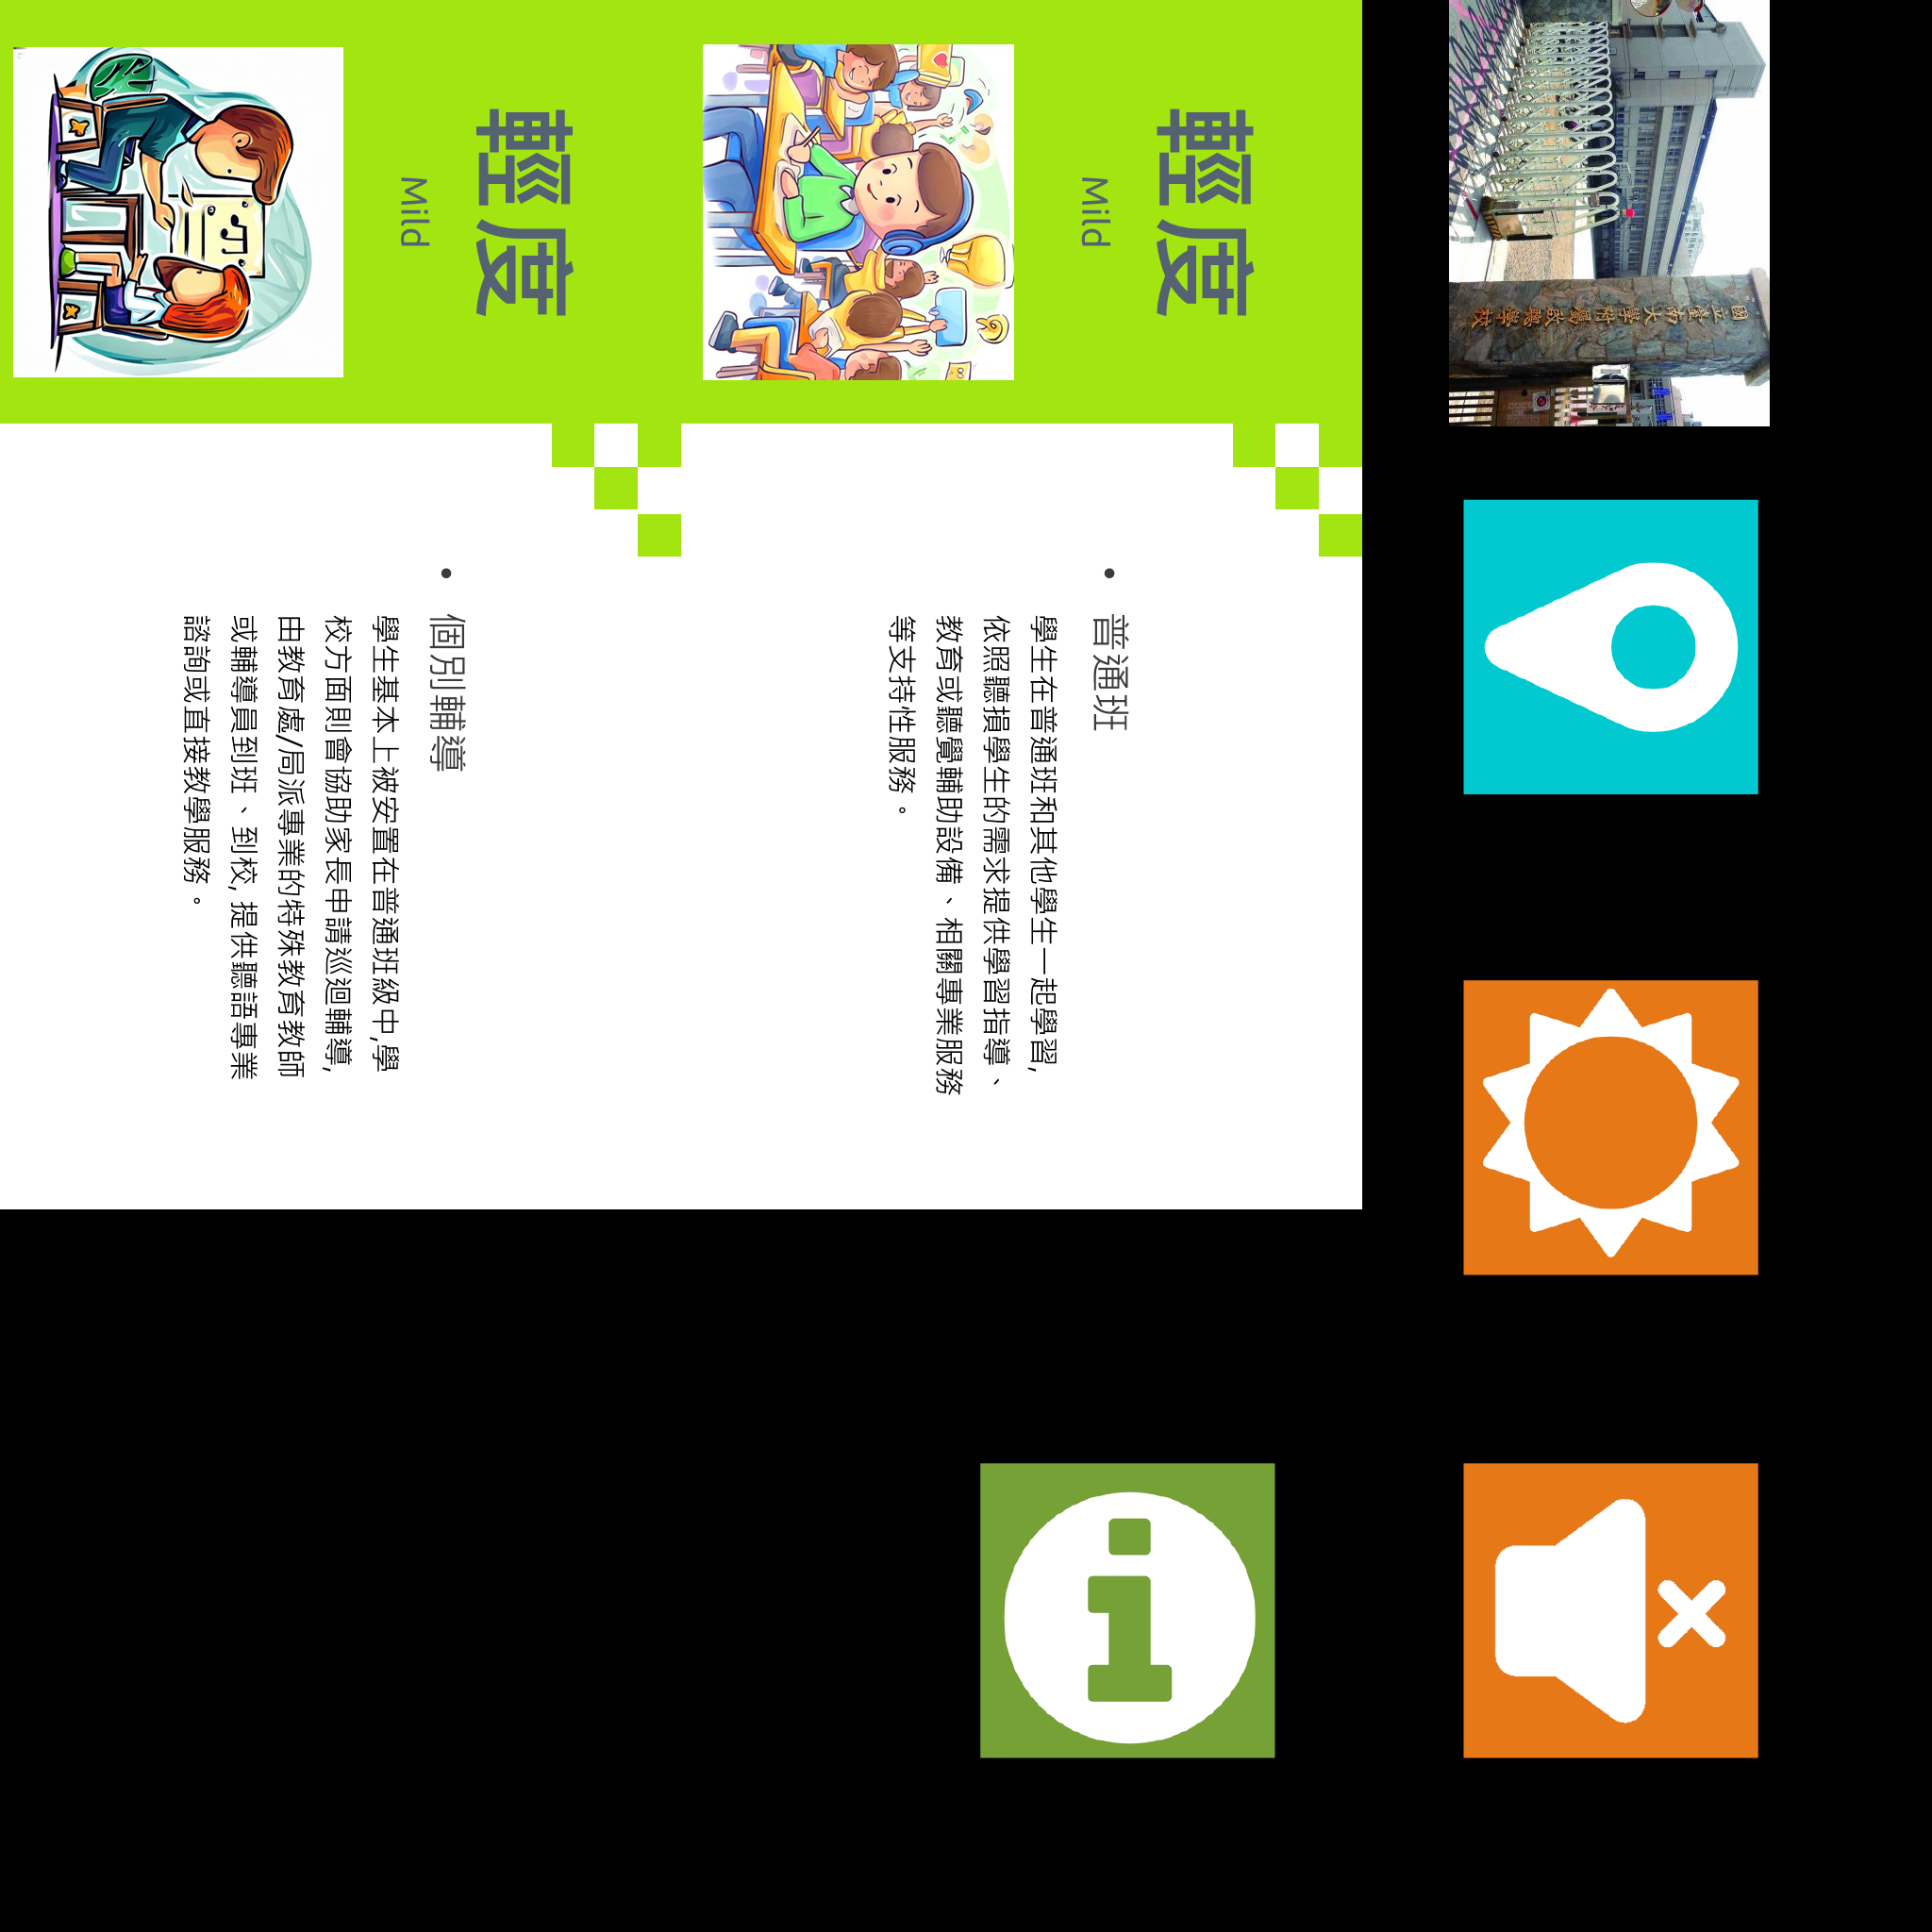 輕度
Mild
• 普通班
學生在普通班和其他學生一起學習,
依照聽損學生的需求提供學習指導、
教育或聽覺輔助設備、相關專業服務
等支持性服務。
輕度
Mild
• 個別輔導
學生基本上被安置在普通班級中,學
校方面則會協助家長申請巡迴輔導,
由教育處/局派專業的特殊教育教師
或輔導員到班、到校, 提供聽語專業
諮詢或直接教學服務。
國立臺南大學附屬啟聰學校